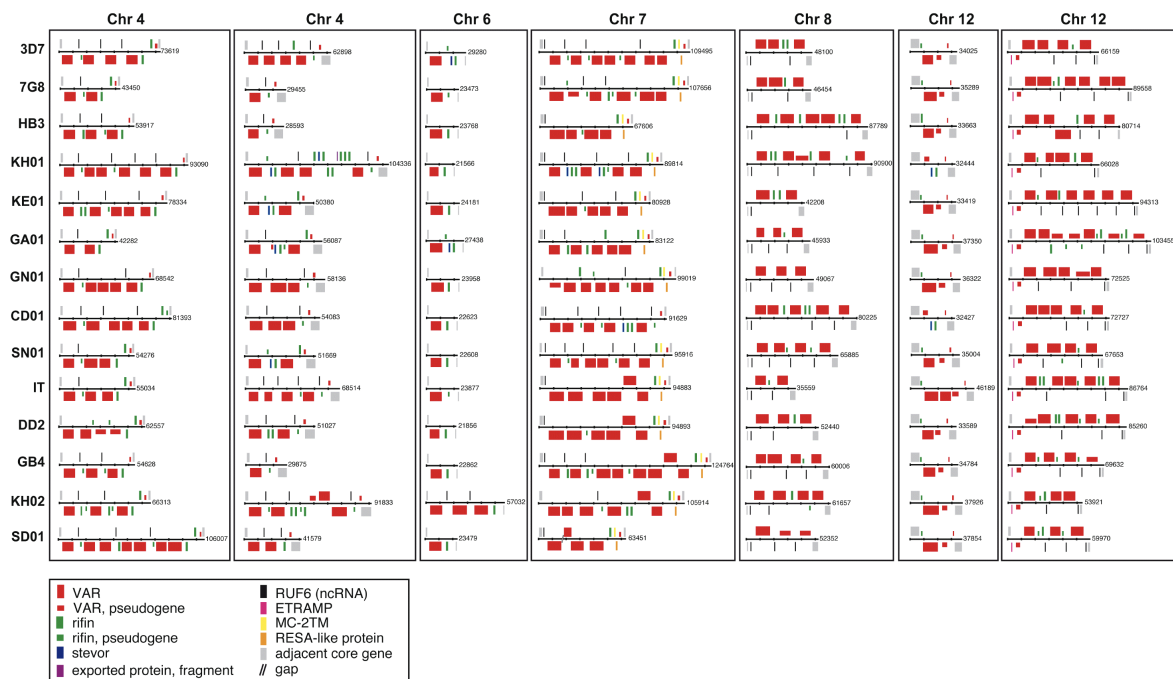 Chr 4 Chr 4 Chr 6 Chr 7 Chr 8 Chr 12 Chr 12
3D7 73619 62898 29280 109495 48100 34025 66159
7G8 43450 29455 23473 107656 46454 35289 89558
HB3 53917 28593 23768 67606 87789 33663 80714
KH01 93090 104336 21566 89814 90900 32444 66028
KE01 78334 50380 24181 80928 42208 33419 94313
GA01 42282 56087 27438 83122 45933 37350 103455
GN01 68542 58136 23958 99019 49067 36322 72525
CD01 81393 54083 22623 91629 80225 32427 72727
SN01 54276 51669 22608 95916 65885 35004 67653
IT 55034 68514 23877 94883 35559 46189 86764
DD2 62557 51027 21856 94893 52440 33589 85260
GB4 54628 29875 22862 124764 60006 34784 69632
KH02 66313 91833 57032 105914 61657 37926 53921
SD01 106007 41579 23479 63451 52352 37854 59970
VAR
VAR, pseudogene
rifin
rifin, pseudogene
stevor
exported protein, fragment
RUF6 (ncRNA)
ETRAMP
MC-2TM
RESA-like protein
adjacent core gene
// gap